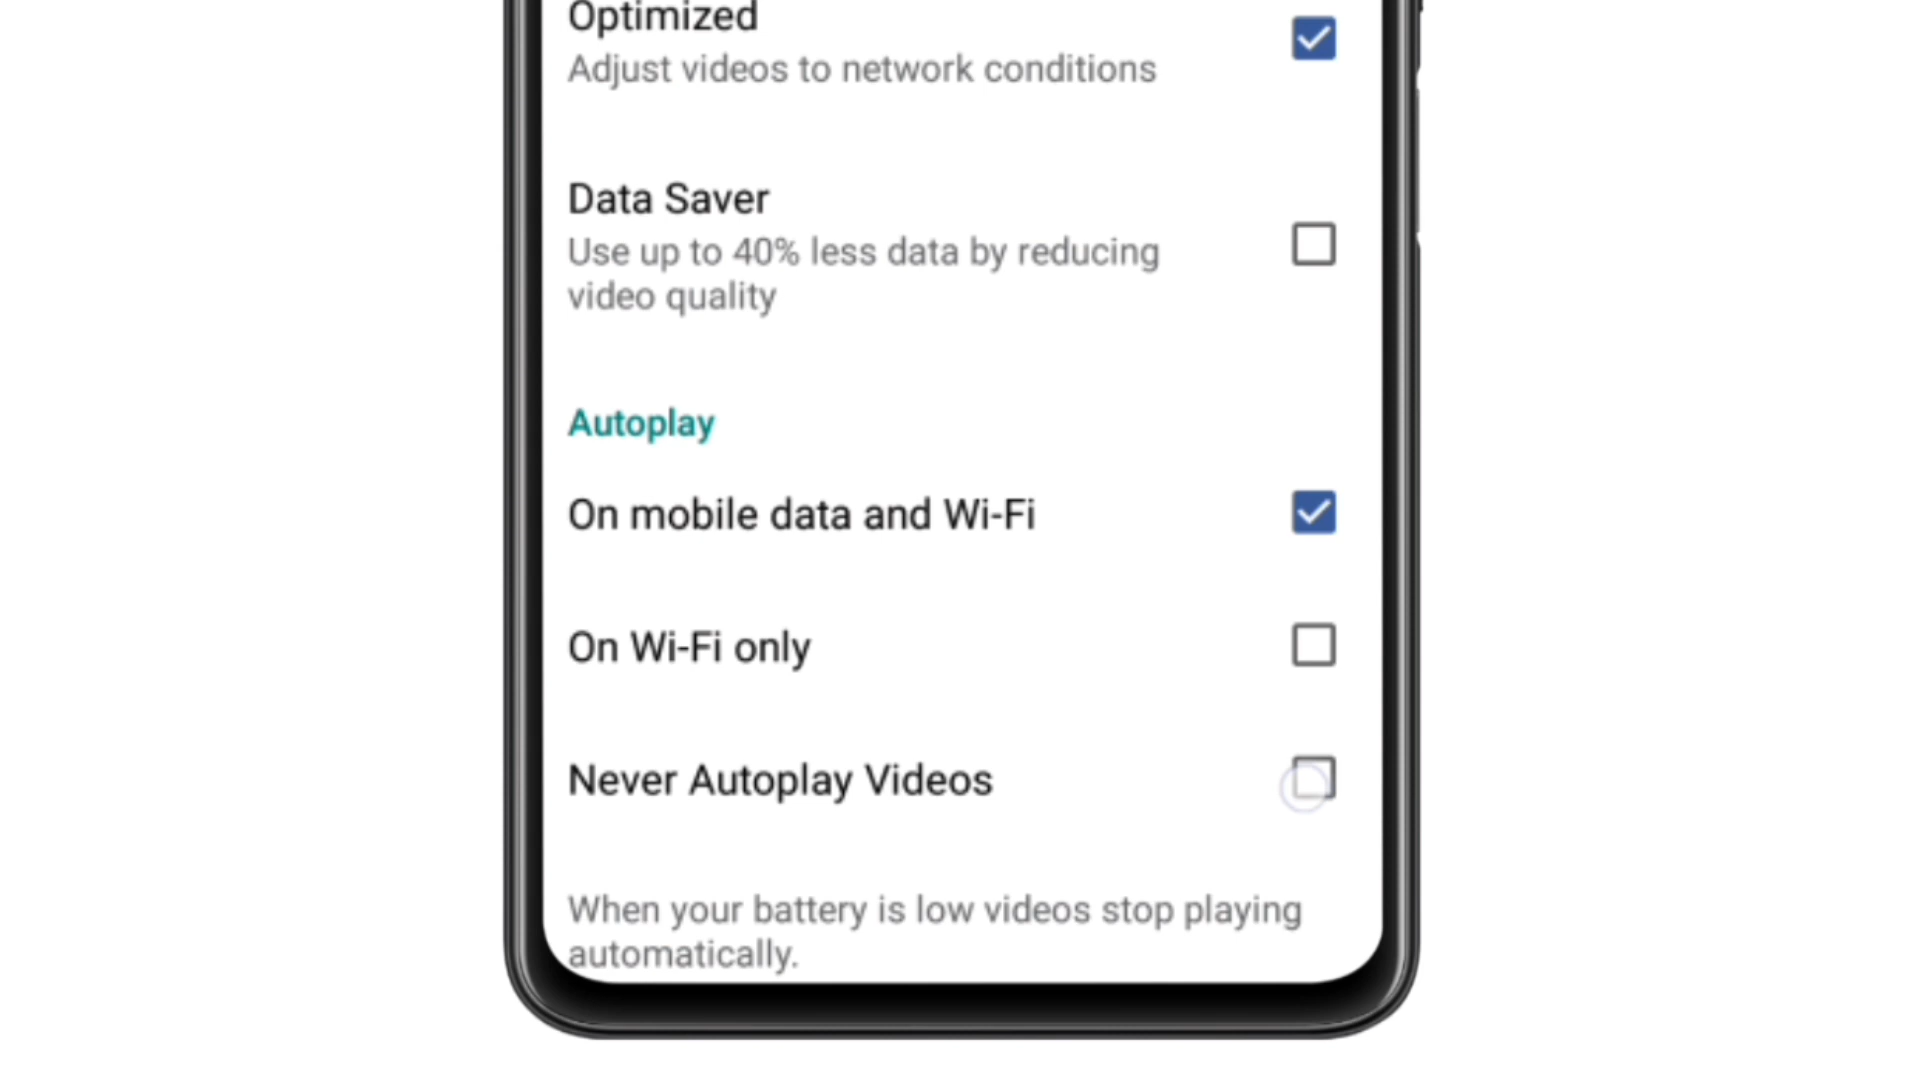 Optimized
Adjust videos to network conditions
Data Saver
Use up to 40% less data by reducing
video quality
Autoplay
On mobile data and Wi-Fi
On Wi-Fi only
Never Autoplay Videos
When your battery is low videos stop playing
automatically.